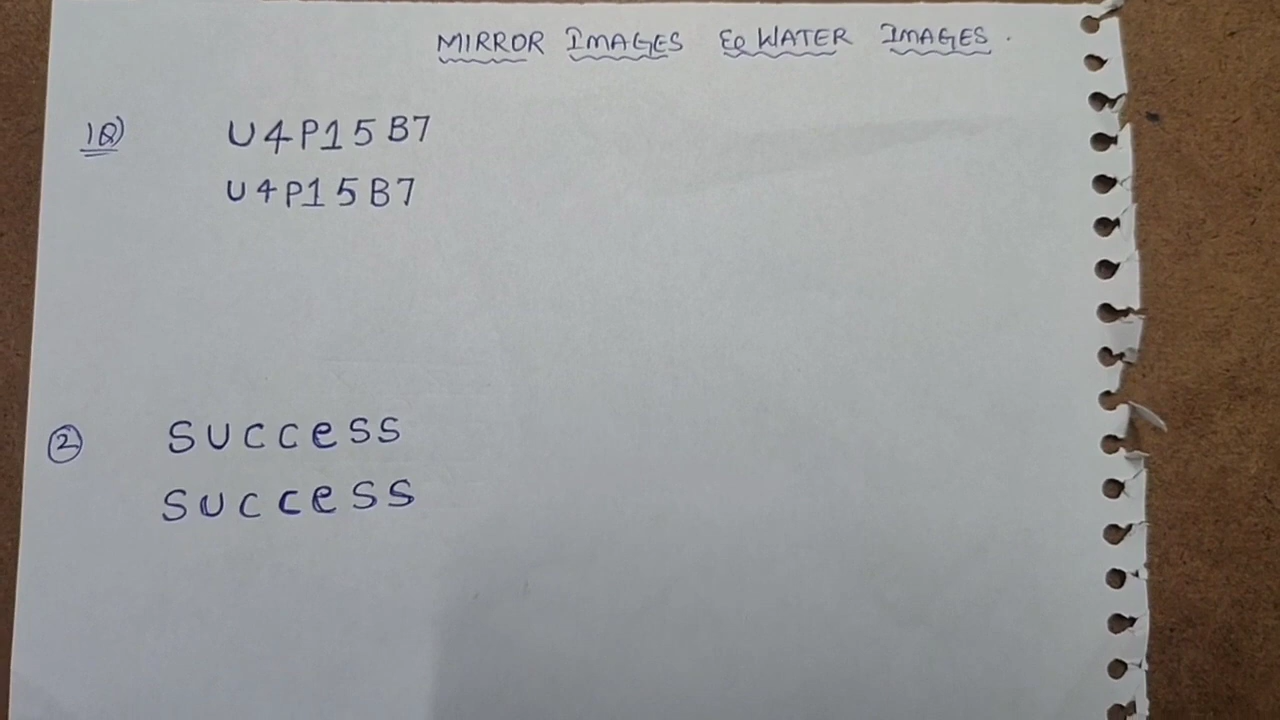 MIRROR IMAGES & WATER IMAGES.
1Q) U4P15B7
U4P15B7
② SUCCeSS
SUCCeSS